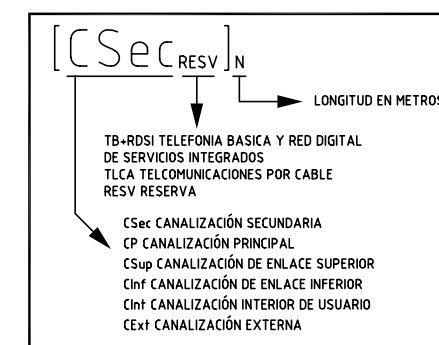 [CSec RESV ]N
LONGITUD EN METROS
TB+RDSI TELEFONIA BASICA Y RED DIGITAL
DE SERVICIOS INTEGRADOS
TLCA TELCOMUNICACIONES POR CABLE
RESV RESERVA
CSec CANALIZACIÓN SECUNDARIA
CP CANALIZACIÓN PRINCIPAL
CSup CANALIZACIÓN DE ENLACE SUPERIOR
CInf CANALIZACIÓN DE ENLACE INFERIOR
CInt CANALIZACIÓN INTERIOR DE USUARIO
CExt CANALIZACIÓN EXTERNA